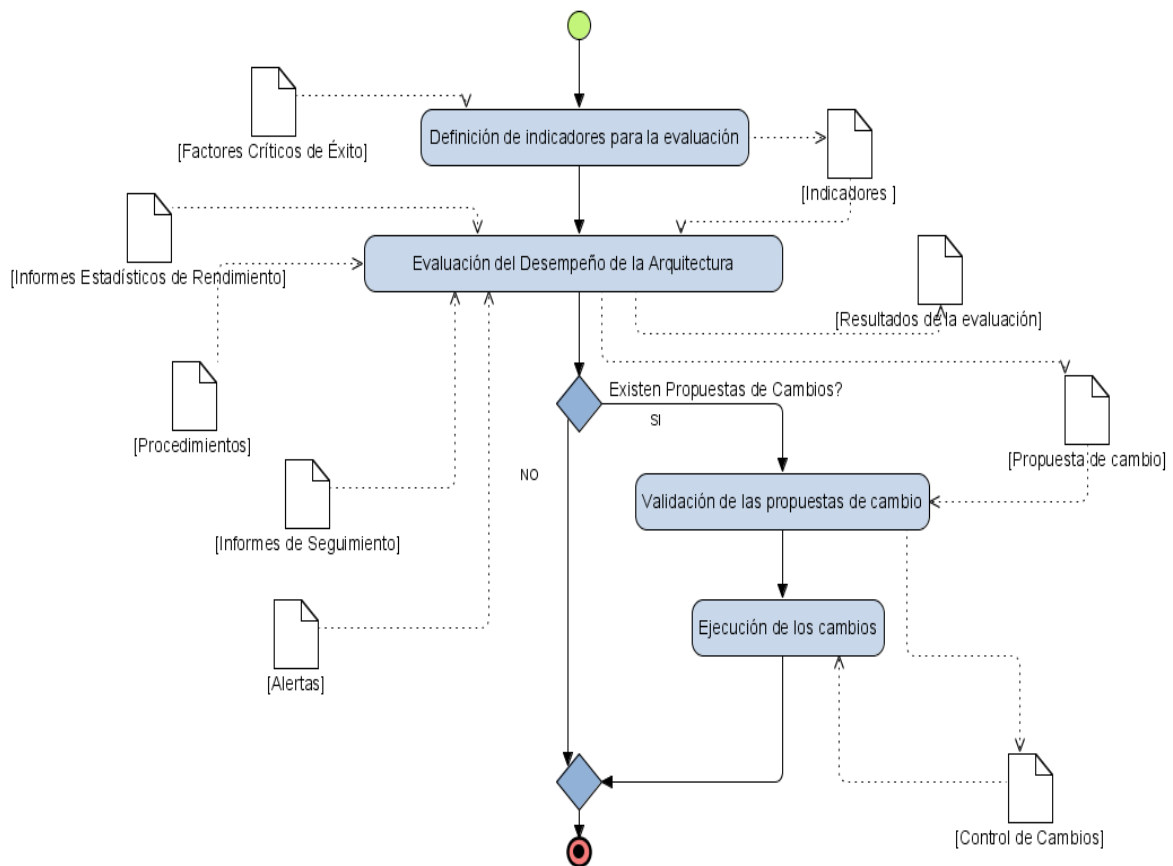 Definición de indicadores para la evaluación
[Factores Críticos de Éxito]
[Indicadores ]
Evaluación del Desempeño de la Arquitectura
[Informes Estadísticos de Rendimiento]
[Resultados de la evaluación]
Existen Propuestas de Cambios?
SI
[Procedimientos]
[Propuesta de cambio]
NO
Validación de las propuestas de cambio
[Informes de Seguimiento]
Ejecución de los cambios
[Alertas]
[Control de Cambios]